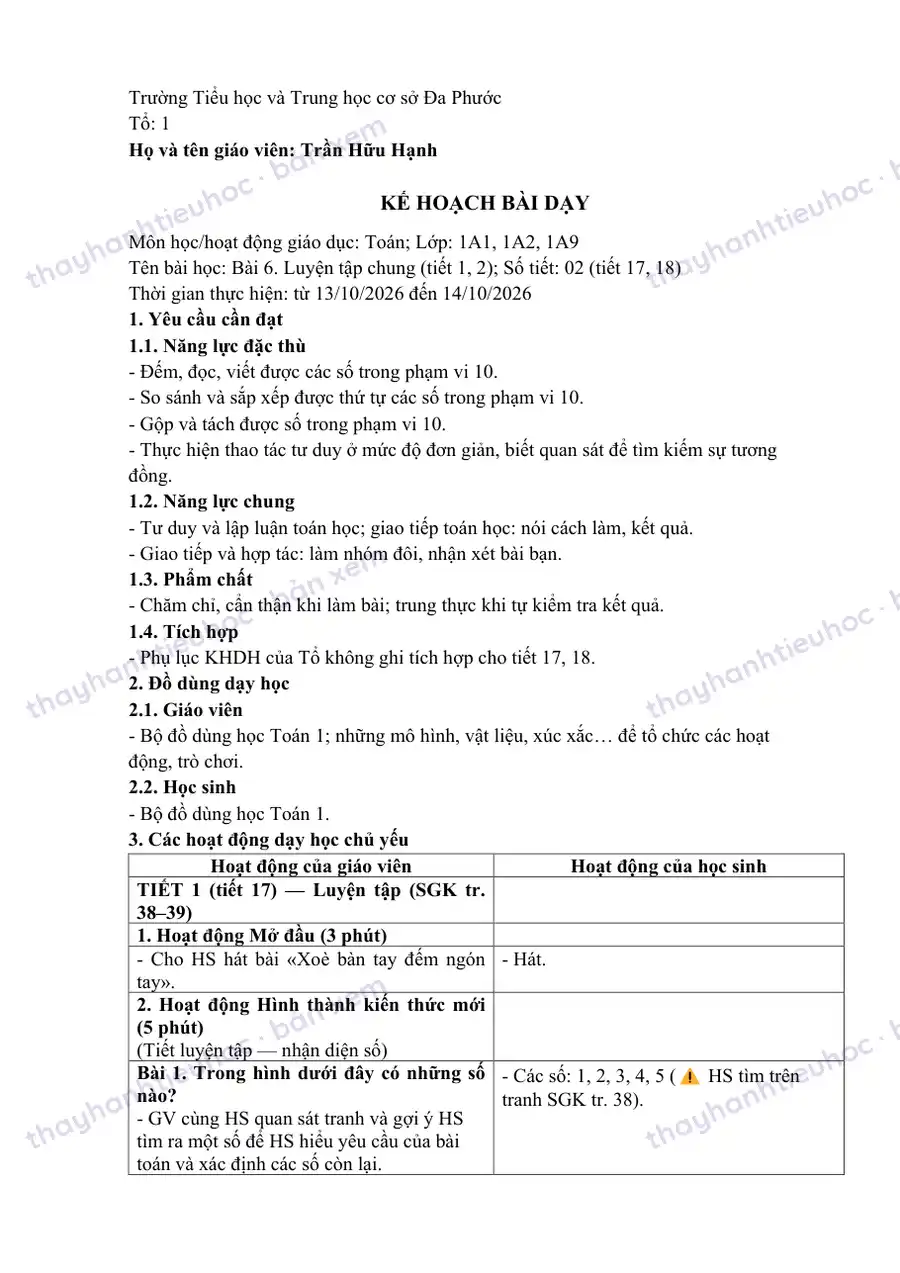 Trường Tiểu học và Trung học cơ sở Đa Phước
Tổ: 1
Họ và tên giáo viên: Trần Hữu Hạnh
KẾ HOẠCH BÀI DẠY
Môn học/hoạt động giáo dục: Toán; Lớp: 1A1, 1A2, 1A9
Tên bài học: Bài 6. Luyện tập chung (tiết 1, 2); Số tiết: 02 (tiết 17, 18)
Thời gian thực hiện: từ 13/10/2026 đến 14/10/2026
1. Yêu cầu cần đạt
1.1. Năng lực đặc thù
- Đếm, đọc, viết được các số trong phạm vi 10.
- So sánh và sắp xếp được thứ tự các số trong phạm vi 10.
- Gộp và tách được số trong phạm vi 10.
- Thực hiện thao tác tư duy ở mức độ đơn giản, biết quan sát để tìm kiếm sự tương
đồng.
1.2. Năng lực chung
- Tư duy và lập luận toán học; giao tiếp toán học: nói cách làm, kết quả.
- Giao tiếp và hợp tác: làm nhóm đôi, nhận xét bài bạn.
1.3. Phẩm chất
- Chăm chỉ, cẩn thận khi làm bài; trung thực khi tự kiểm tra kết quả.
1.4. Tích hợp
- Phụ lục KHDH của Tổ không ghi tích hợp cho tiết 17, 18.
2. Đồ dùng dạy học
2.1. Giáo viên
- Bộ đồ dùng học Toán 1; những mô hình, vật liệu, xúc xắc… để tổ chức các hoạt
động, trò chơi.
2.2. Học sinh
- Bộ đồ dùng học Toán 1.
3. Các hoạt động dạy học chủ yếu
Hoạt động của giáo viên
Hoạt động của học sinh
TIẾT 1 (tiết 17) — Luyện tập (SGK tr.
38–39)
1. Hoạt động Mở đầu (3 phút)
- Cho HS hát bài «Xoè bàn tay đếm ngón
tay».
- Hát.
2. Hoạt động Hình thành kiến thức mới
(5 phút)
(Tiết luyện tập — nhận diện số)
Bài 1. Trong hình dưới đây có những số
nào?
- GV cùng HS quan sát tranh và gợi ý HS
tìm ra một số để HS hiểu yêu cầu của bài
toán và xác định các số còn lại.
- Các số: 1, 2, 3, 4, 5 (⚠ HS tìm trên
tranh SGK tr. 38).
thayhanhtieuhoc · bản xem
thayhanhtieuhoc · b
thayhanhtieuhoc · bản xem
thayhanhtieuhoc · b
thayhanhtieuhoc · bản xem
thayhanhtieuhoc · b